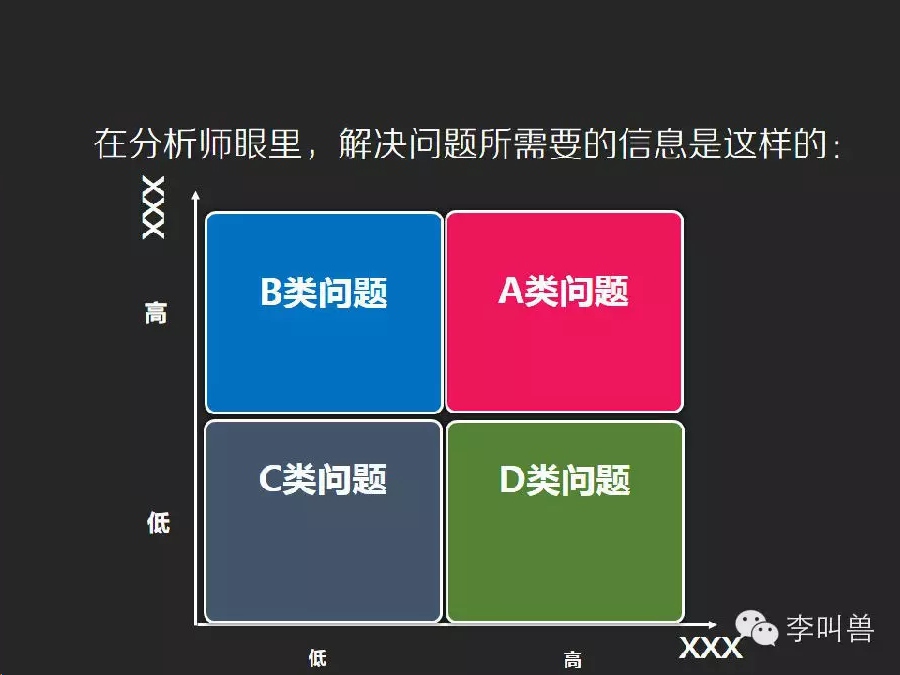 在分析师眼里，解决问题所需要的信息是这样的：
XXX
高
B类问题
A类问题
低
C类问题
D类问题
低
高
XXX
李叫兽